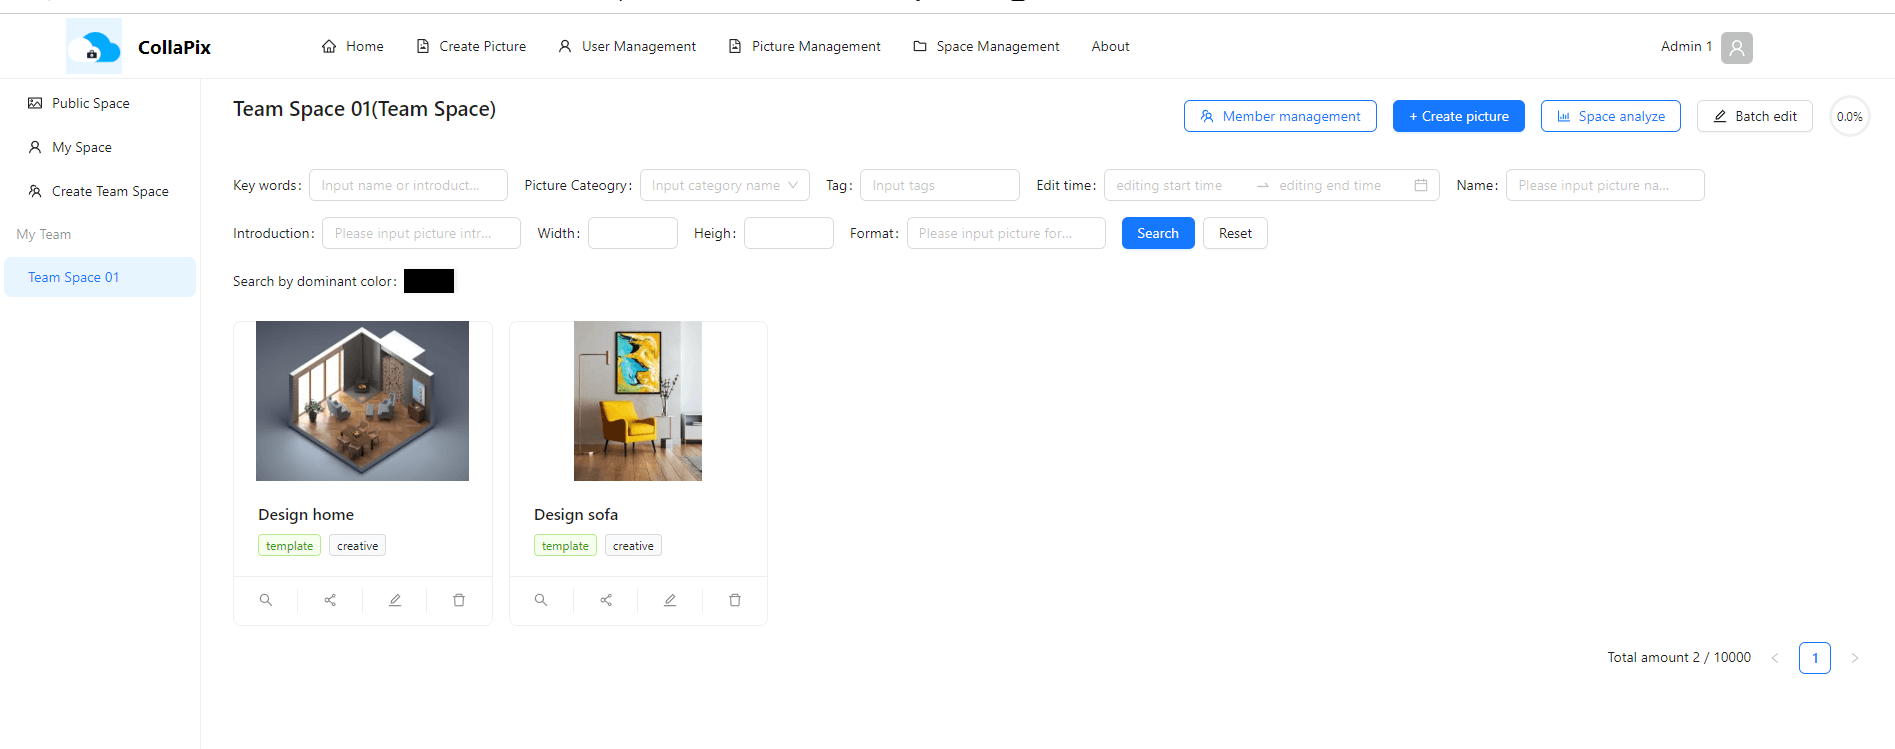 CollaPix Home Create Picture User Management Picture Management Space Management About Admin 1
Public Space
My Space
Create Team Space
My Team
Team Space 01
Team Space 01(Team Space)
Member management + Create picture Space analyze Batch edit 0.0%
Key words: Input name or introduct... Picture Cateogry: Input category name Tag: Input tags Edit time: editing start time → editing end time Name: Please input picture na...
Introduction: Please input picture intr... Width: Heigh: Format: Please input picture for... Search Reset
Search by dominant color:
Design home
template creative
Design sofa
template creative
Total amount 2 / 10000 < 1 >